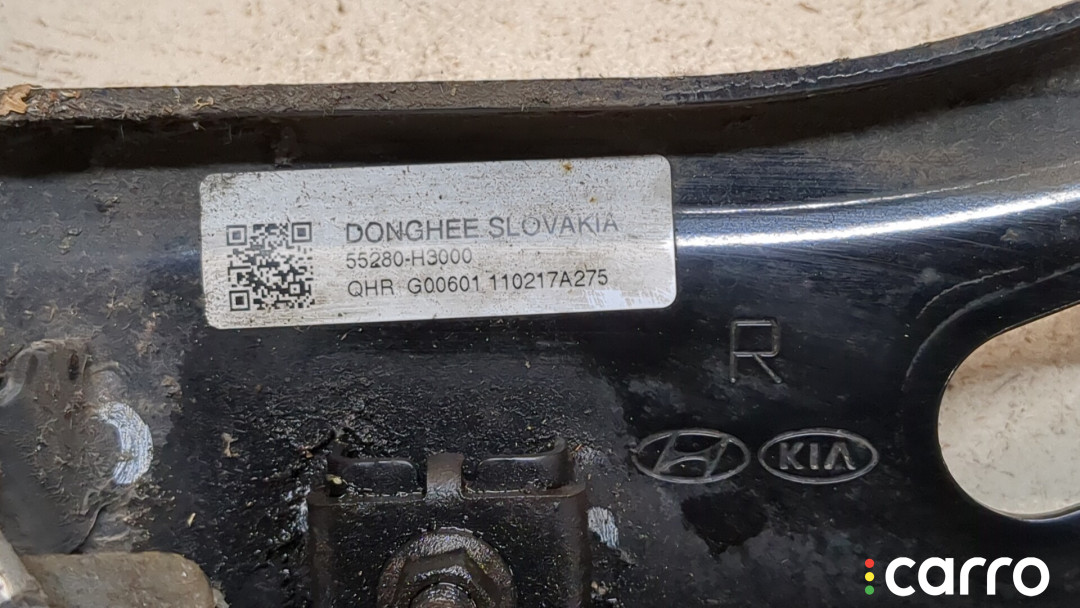 DONGHEE SLOVAKIA
55280-H3000
QHR G00601 110217A275
R
KIA
carro